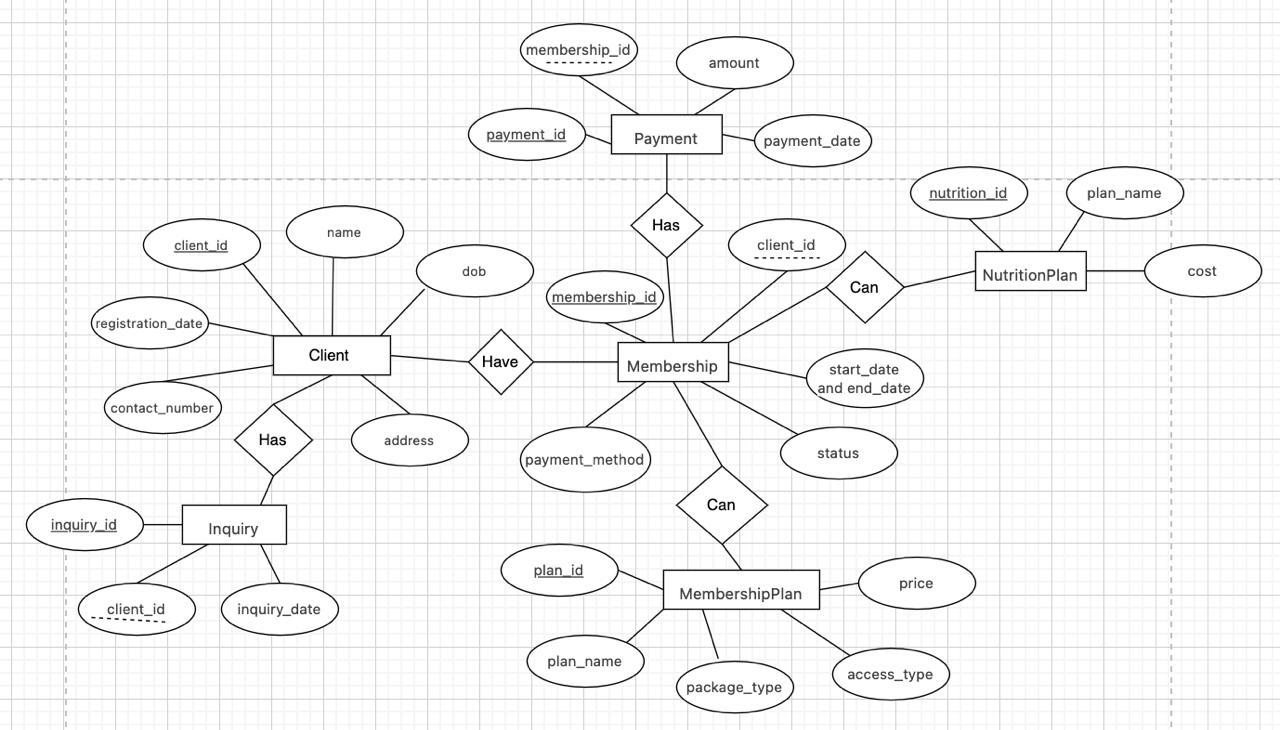 membership_id
amount
payment_id
Payment
payment_date
nutrition_id
plan_name
Has
client_id
name
client_id
dob
NutritionPlan
cost
Can
membership_id
registration_date
Client
Have
Membership
start_date
and end_date
contact_number
Has
address
payment_method
status
Can
inquiry_id
Inquiry
plan_id
MembershipPlan
price
client_id
inquiry_date
plan_name
package_type
access_type